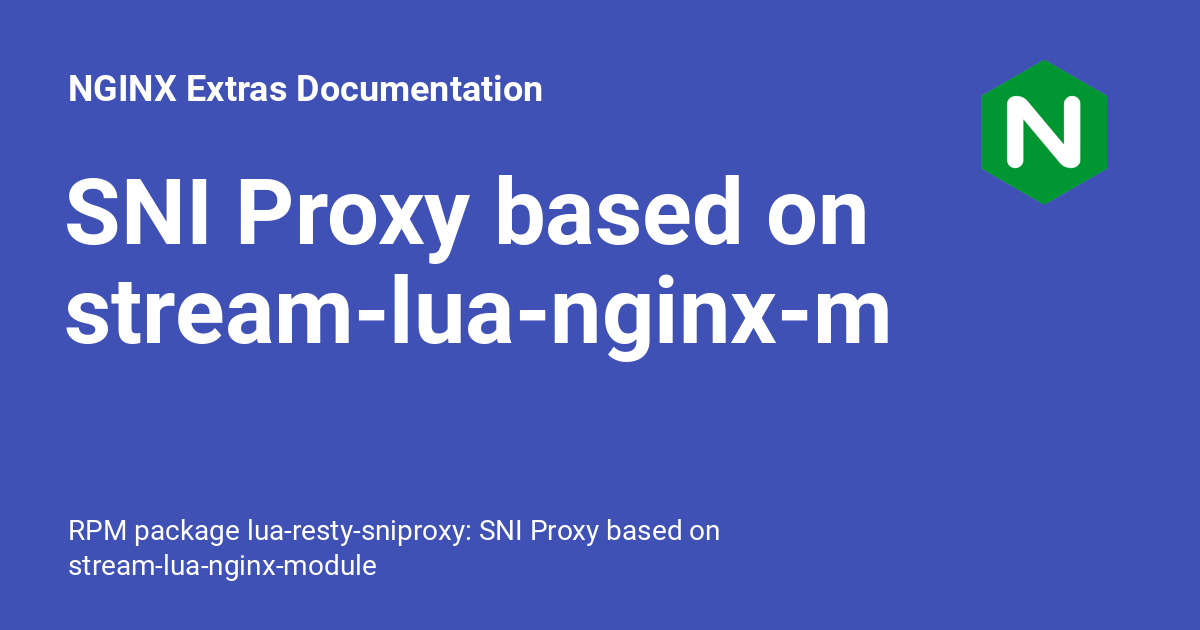 NGINX Extras Documentation
N
SNI Proxy based on
stream-lua-nginx-m
RPM package lua-resty-sniproxy: SNI Proxy based on
stream-lua-nginx-module